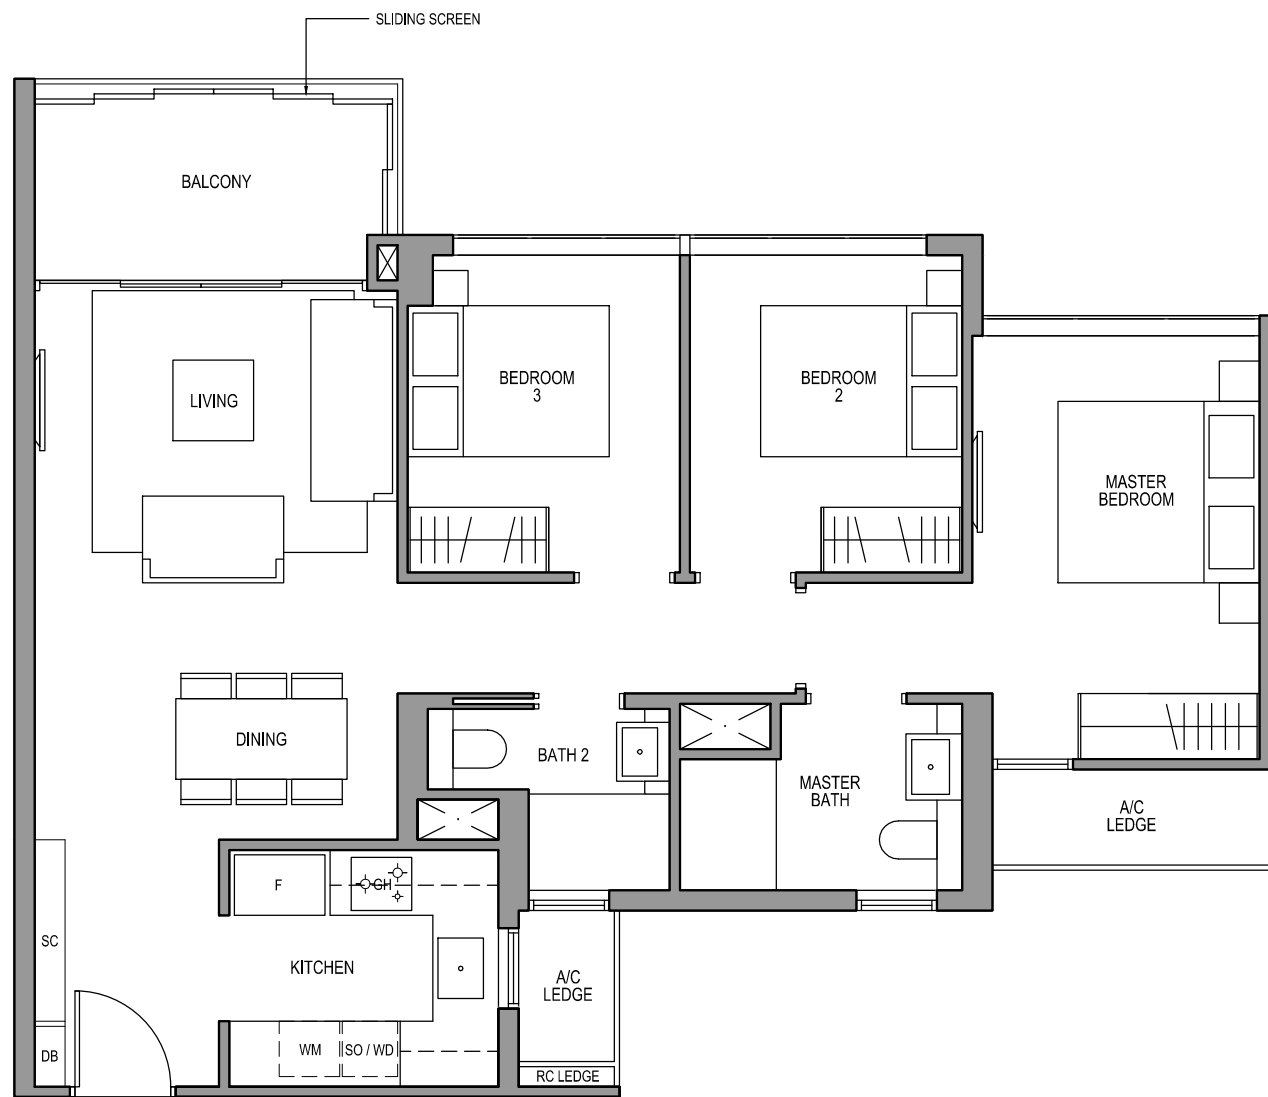 SLIDING SCREEN
BALCONY
LIVING
BEDROOM
3
BEDROOM
2
MASTER
BEDROOM
DINING
BATH 2
MASTER
BATH
A/C
LEDGE
F
GH
SC
KITCHEN
A/C
LEDGE
DB
WM
SO / WD
RC LEDGE